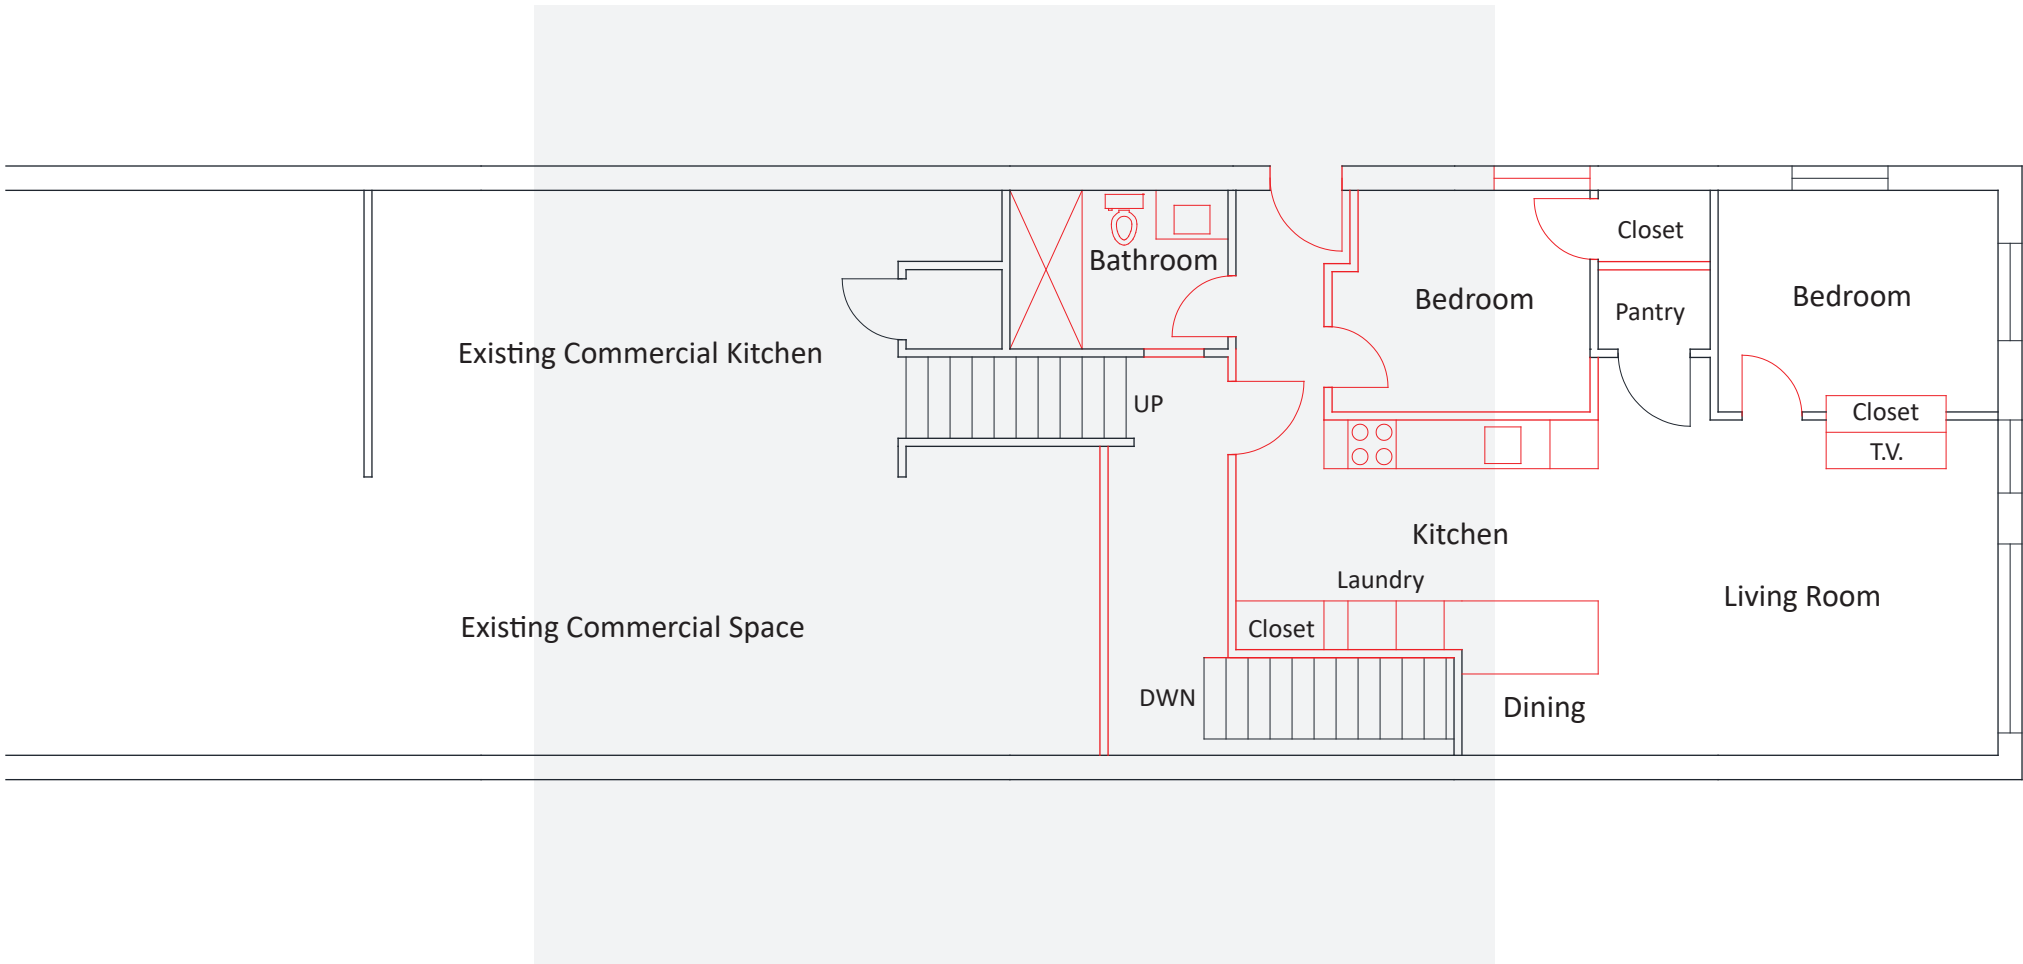 Closet
Bathroom
Bedroom
Bedroom
Pantry
Existing Commercial Kitchen
UP
Closet
T.V.
Kitchen
Laundry
Living Room
Existing Commercial Space
Closet
DWN
Dining